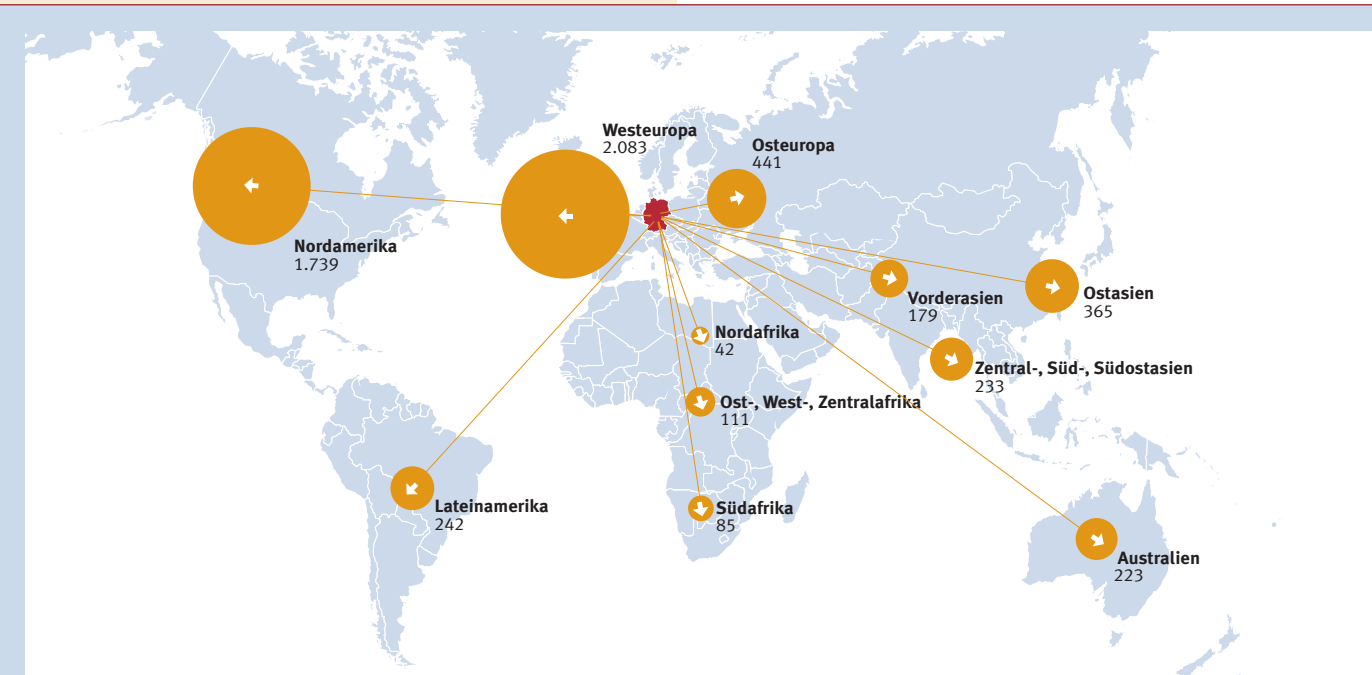 Westeuropa
2.083
Osteuropa
441
Nordamerika
1.739
Vorderasien
179
Ostasien
365
Nordafrika
42
Zentral-, Süd-, Südostasien
233
Ost-, West-, Zentralafrika
111
Lateinamerika
242
Südafrika
85
Australien
223